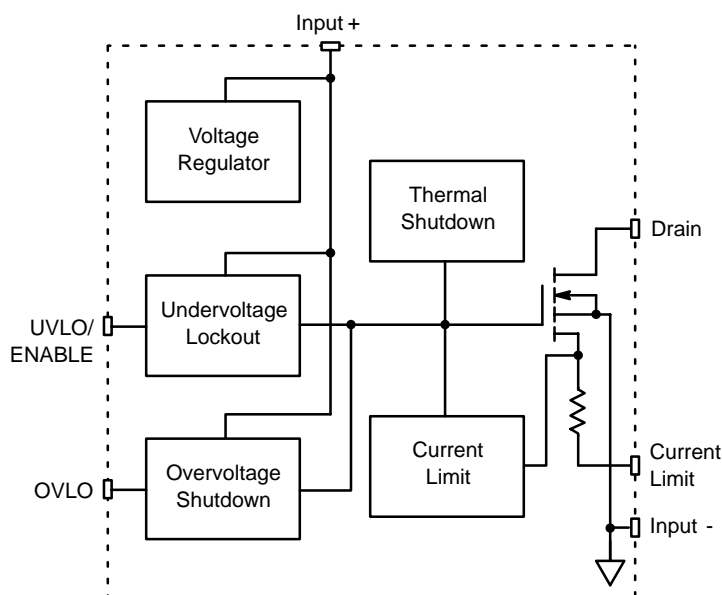 Input +
Voltage
Regulator
Thermal
Shutdown
Drain
UVLO/
ENABLE
Undervoltage
Lockout
OVLO
Overvoltage
Shutdown
Current
Limit
Current
Limit
Input -